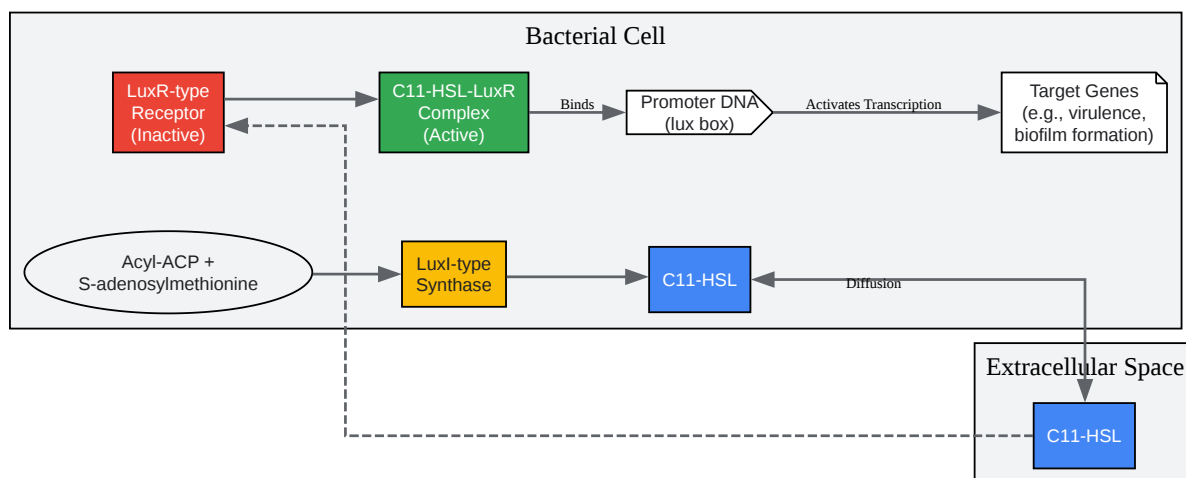 Bacterial Cell
LuxR-type
Receptor
(Inactive)
C11-HSL-LuxR
Complex
(Active)
Binds
Promoter DNA
(lux box)
Activates Transcription
Target Genes
(e.g., virulence,
biofilm formation)
Acyl-ACP +
S-adenosylmethionine
LuxI-type
Synthase
C11-HSL
Diffusion
Extracellular Space
C11-HSL